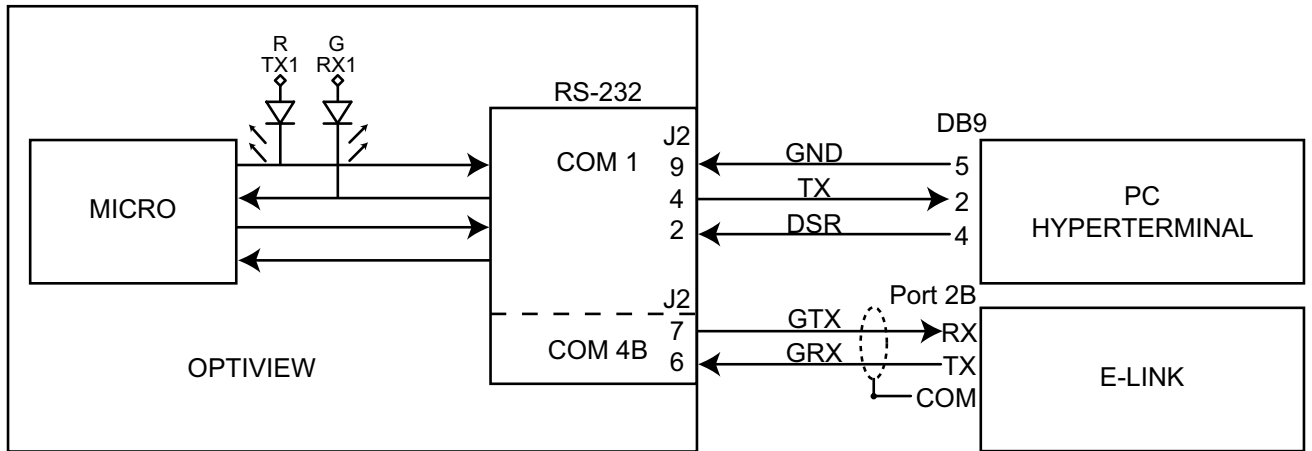 R
TX1
G
RX1
RS-232
MICRO
COM 1
J2
9
4
2
J2
COM 4B
7
6
OPTIVIEW
GND
TX
DSR
DB9
5
2
4
PC
HYPERTERMINAL
Port 2B
GTX
GRX
RX
TX
COM
E-LINK